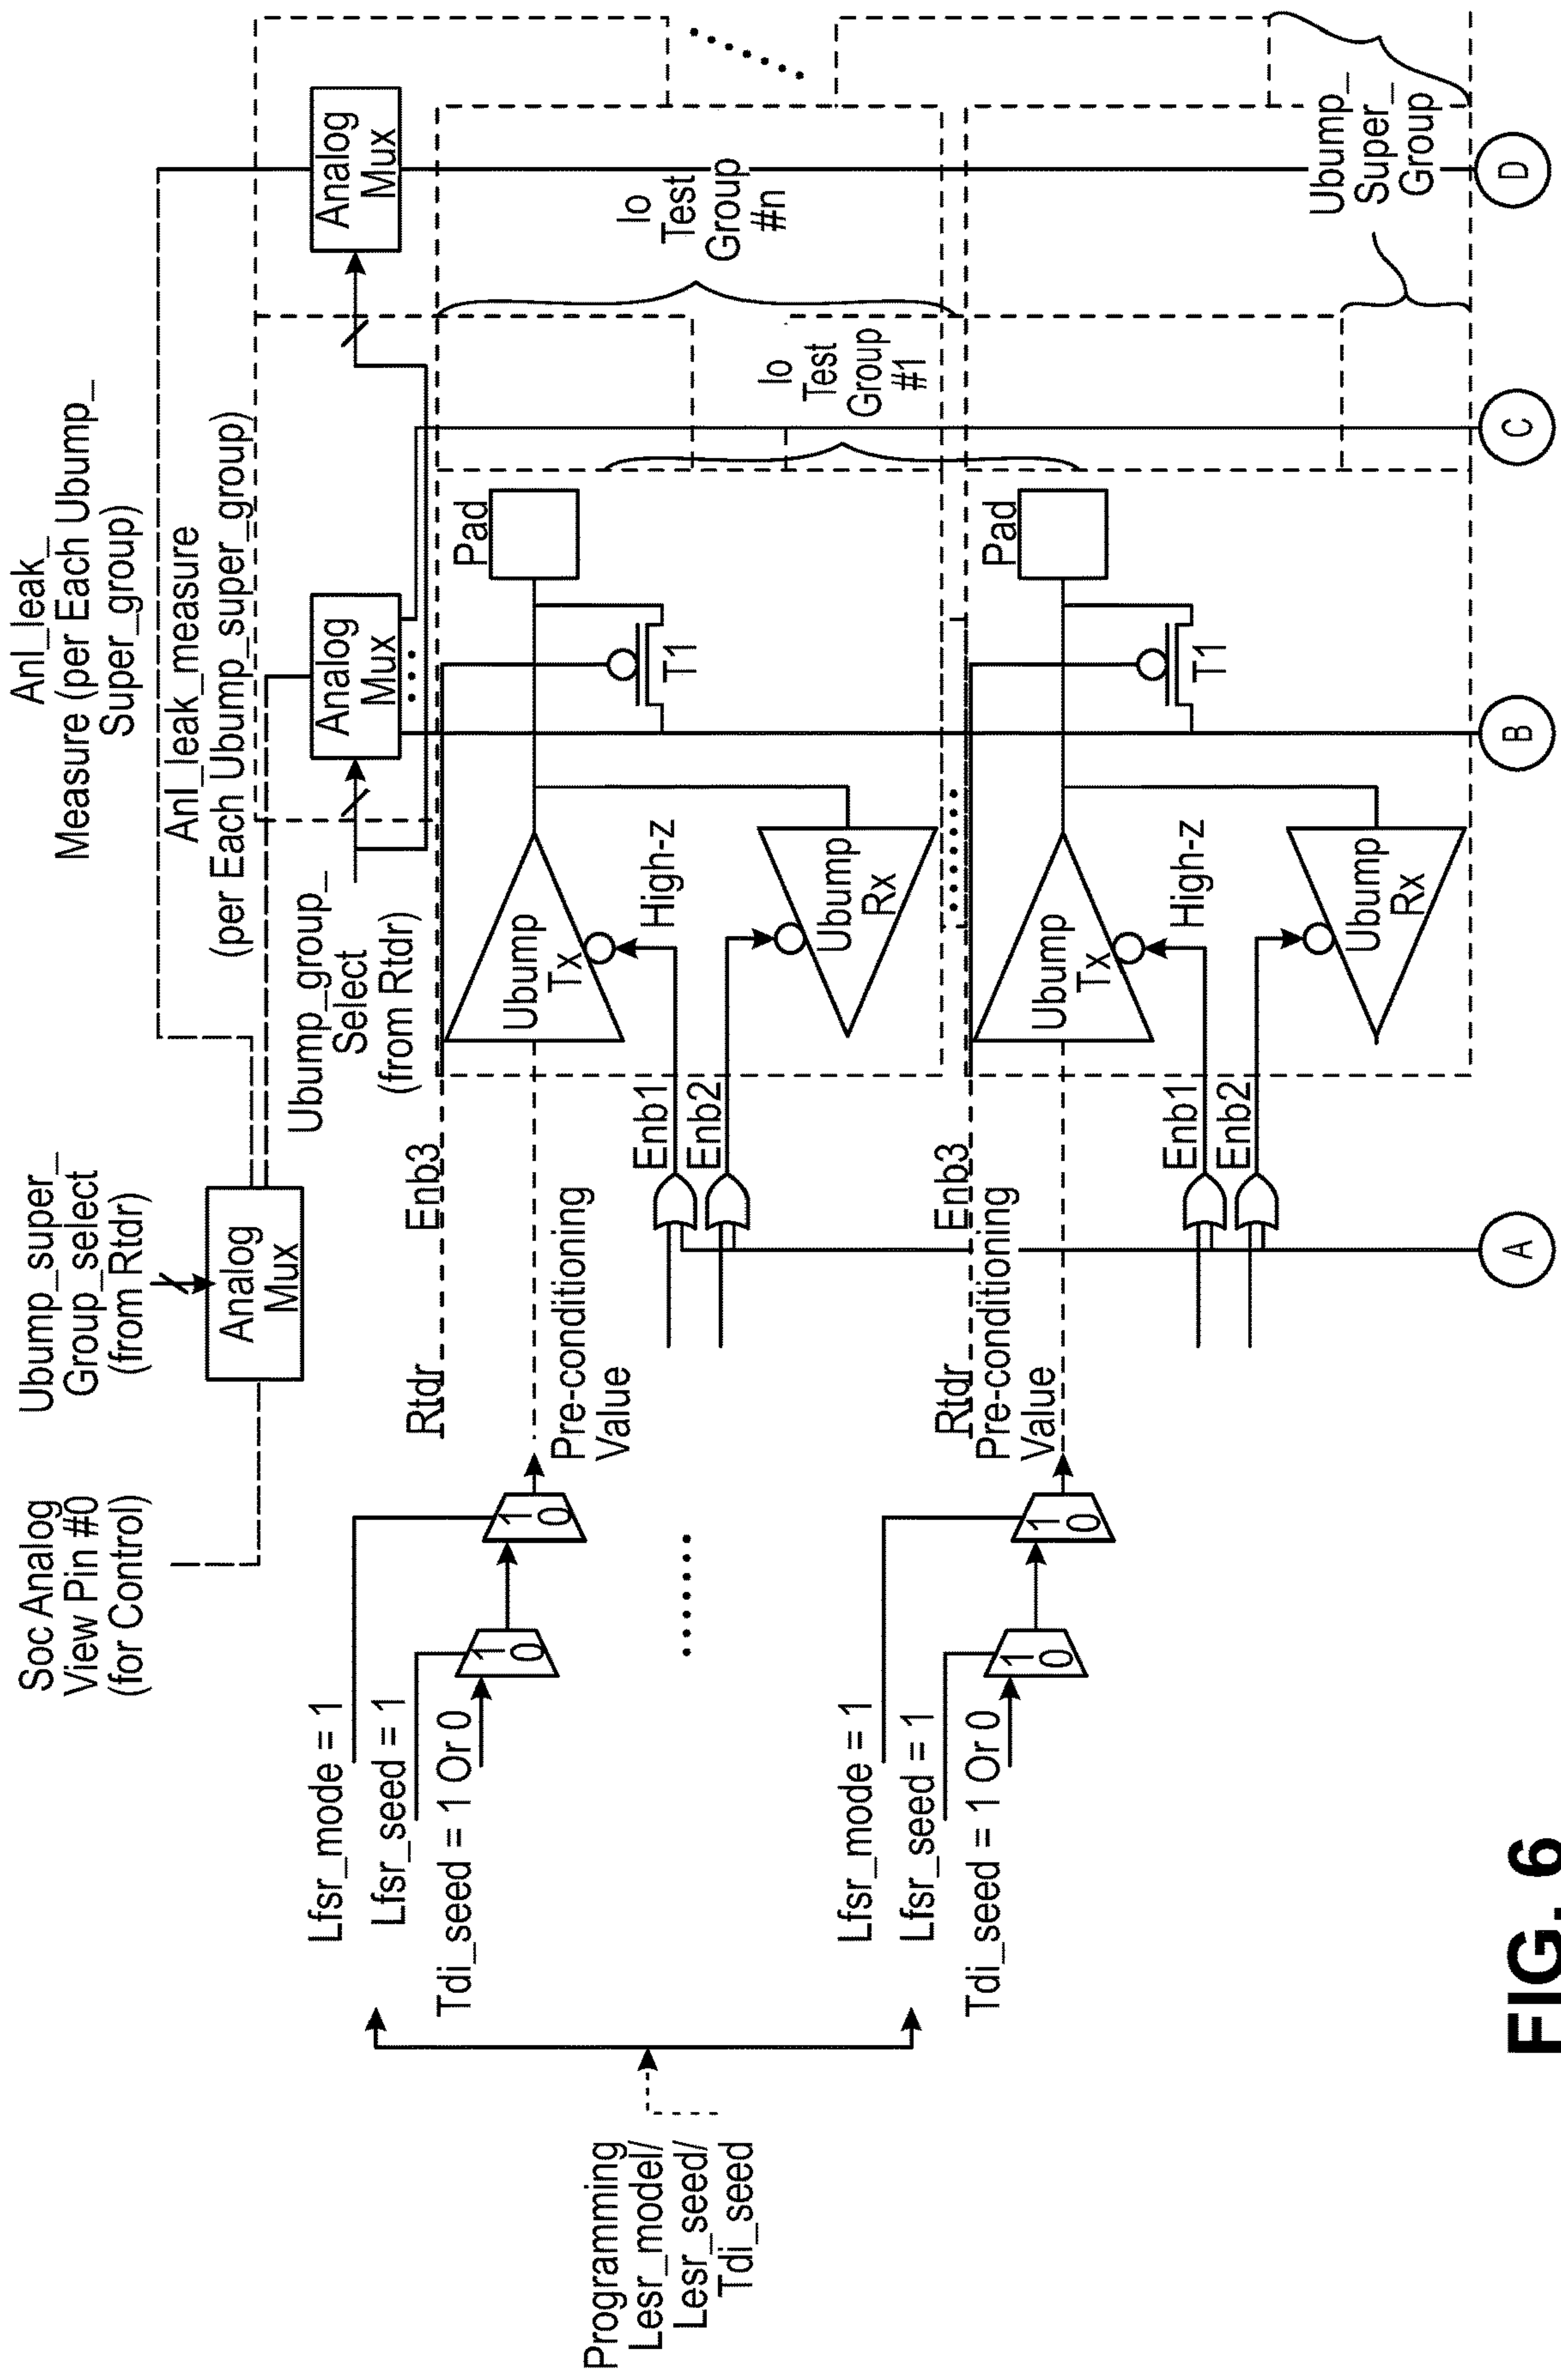 Soc Analog
View Pin #0
(for Control)
Ubump_super_
Group_select
(from Rtdr)
Analog
Mux
Anl_leak_
Measure (per Each Ubump_
Super_group)
Anl_leak_measure
(per Each Ubump_super_group)
Ubump_group_
Select
(from Rtdr)
Analog
Mux
Analog
Mux
Programming
Lesr_model/
Lesr_seed/
Tdi_seed
Lfsr_mode = 1
Lfsr_seed = 1
Tdi_seed = 1 Or 0
1
0
1
0
Pre-conditioning
Value
Rtdr
Enb3
Enb1
Enb2
Ubump
Tx
High-z
Ubump
Rx
T1
Pad
Io
Test
Group
#1
Io
Test
Group
#n
Lfsr_mode = 1
Lfsr_seed = 1
Tdi_seed = 1 Or 0
1
0
1
0
Rtdr
Enb3
Pre-conditioning
Value
Enb1
Enb2
Ubump
Tx
High-z
Ubump
Rx
T1
Pad
Ubump_
Super_
Group
A
B
C
D
FIG. 6